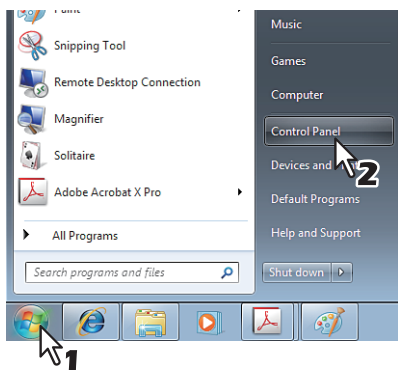 Paint
Snipping Tool
Remote Desktop Connection
Magnifier
Solitaire
Adobe Acrobat X Pro
All Programs
Search programs and files
Music
Games
Computer
Control Panel
2
Devices and
Default Programs
Help and Support
Shut down
1